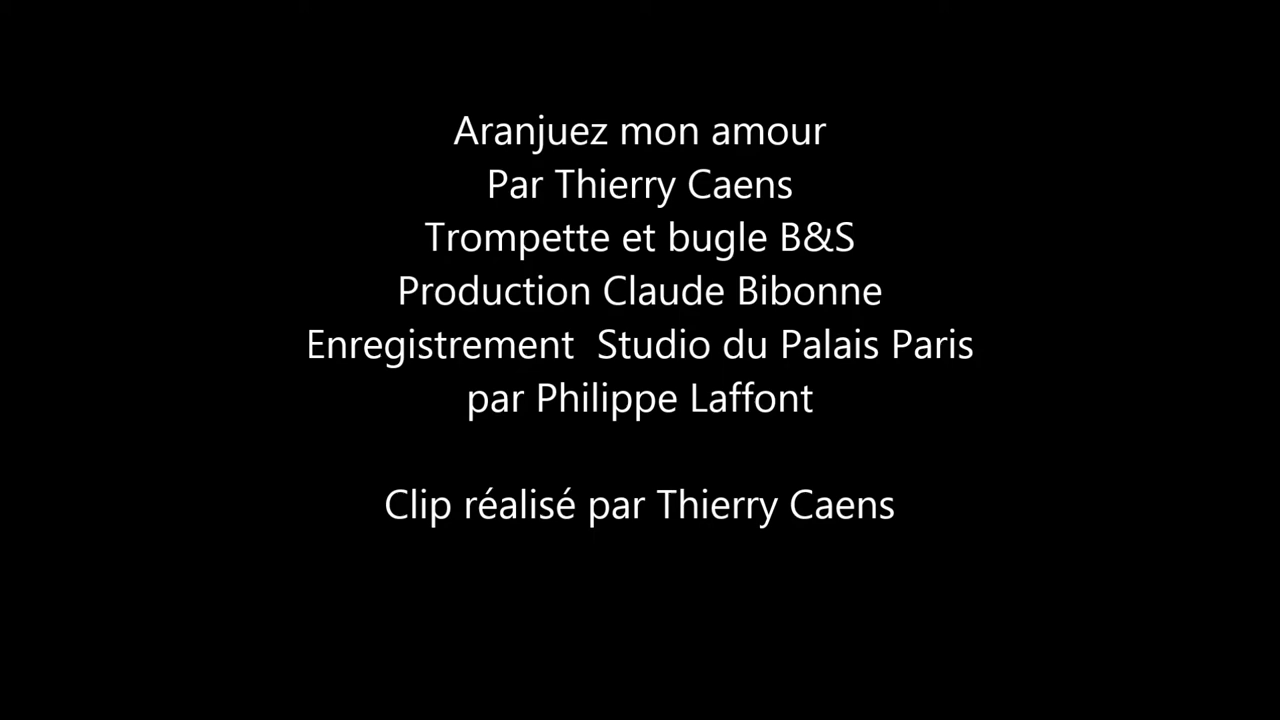 Aranjuez mon amour
Par Thierry Caens
Trompette et bugle B&S
Production Claude Bibonne
Enregistrement  Studio du Palais Paris
par Philippe Laffont
Clip réalisé par Thierry Caens